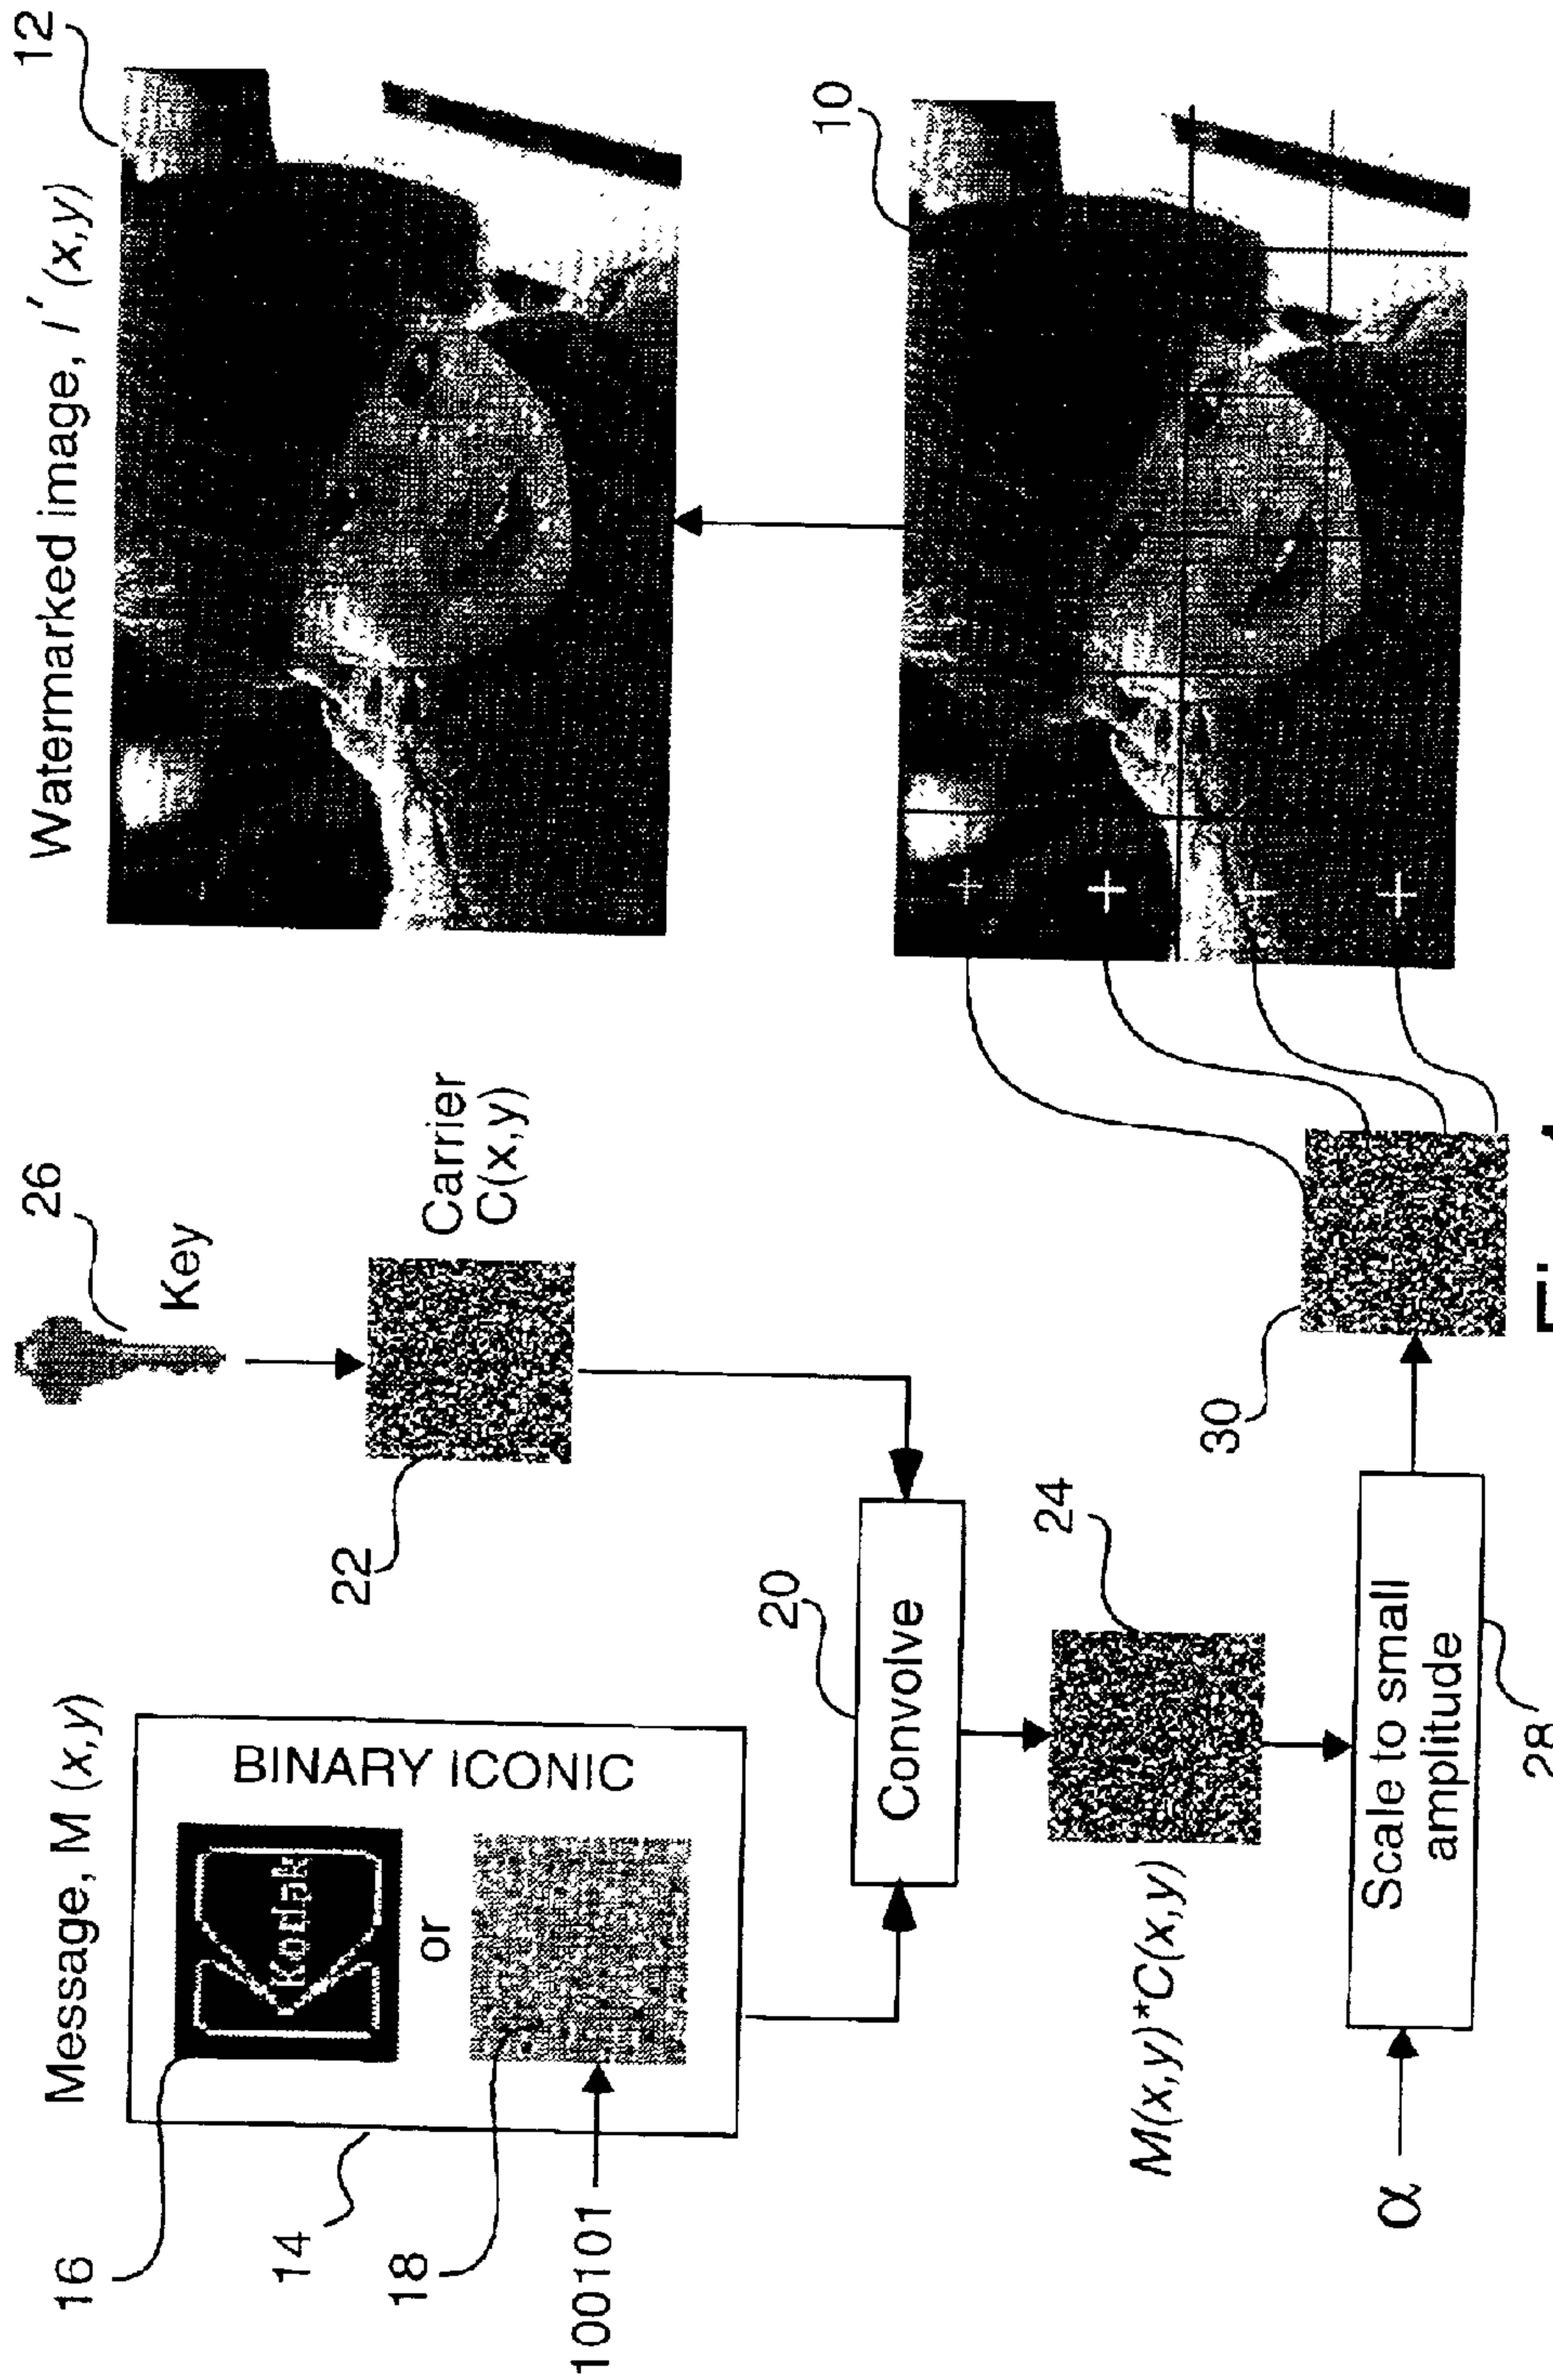 Message, M (x,y)
16
14
18
100101
BINARY ICONIC
Kodak
or
26
Key
22
Carrier
C(x,y)
20
Convolve
24
M(x,y)*C(x,y)
α
Scale to small
amplitude
28
30
Watermarked image, I′ (x,y)
12
10